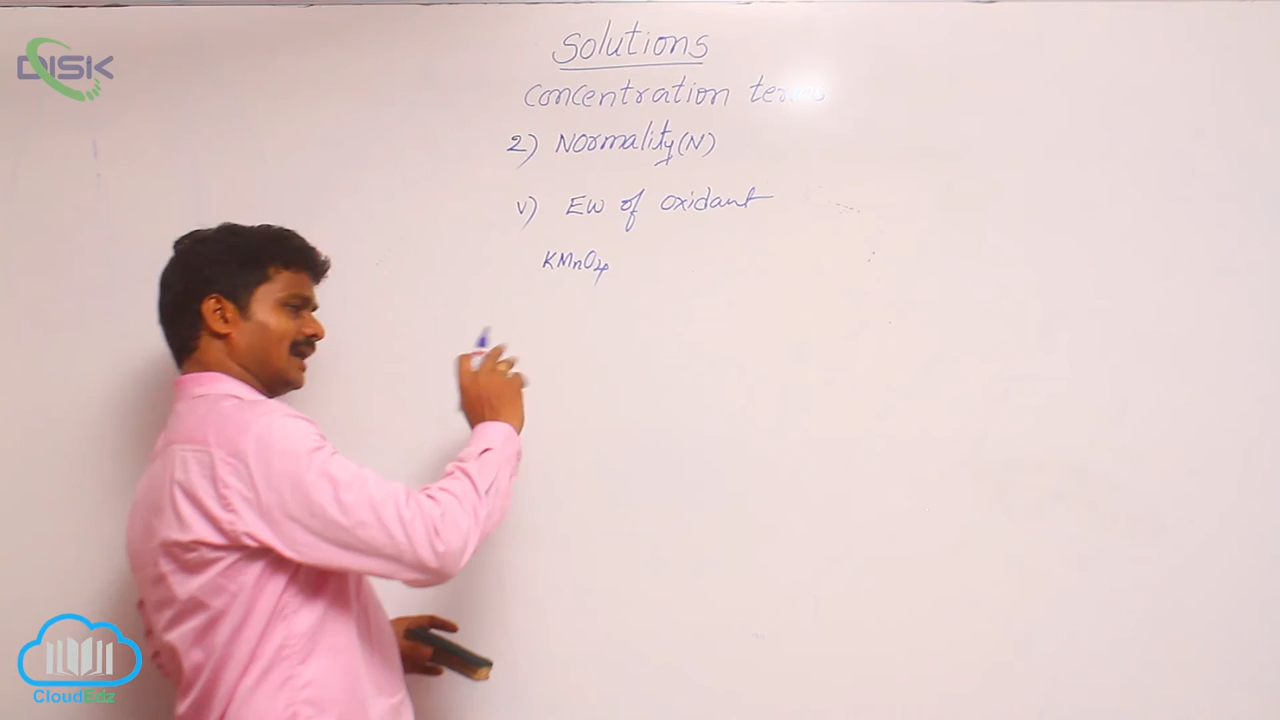 DISK
Solutions
Concentration terms
2) Normality (N)
v) EW of oxidant
KMnO4
CloudEdz